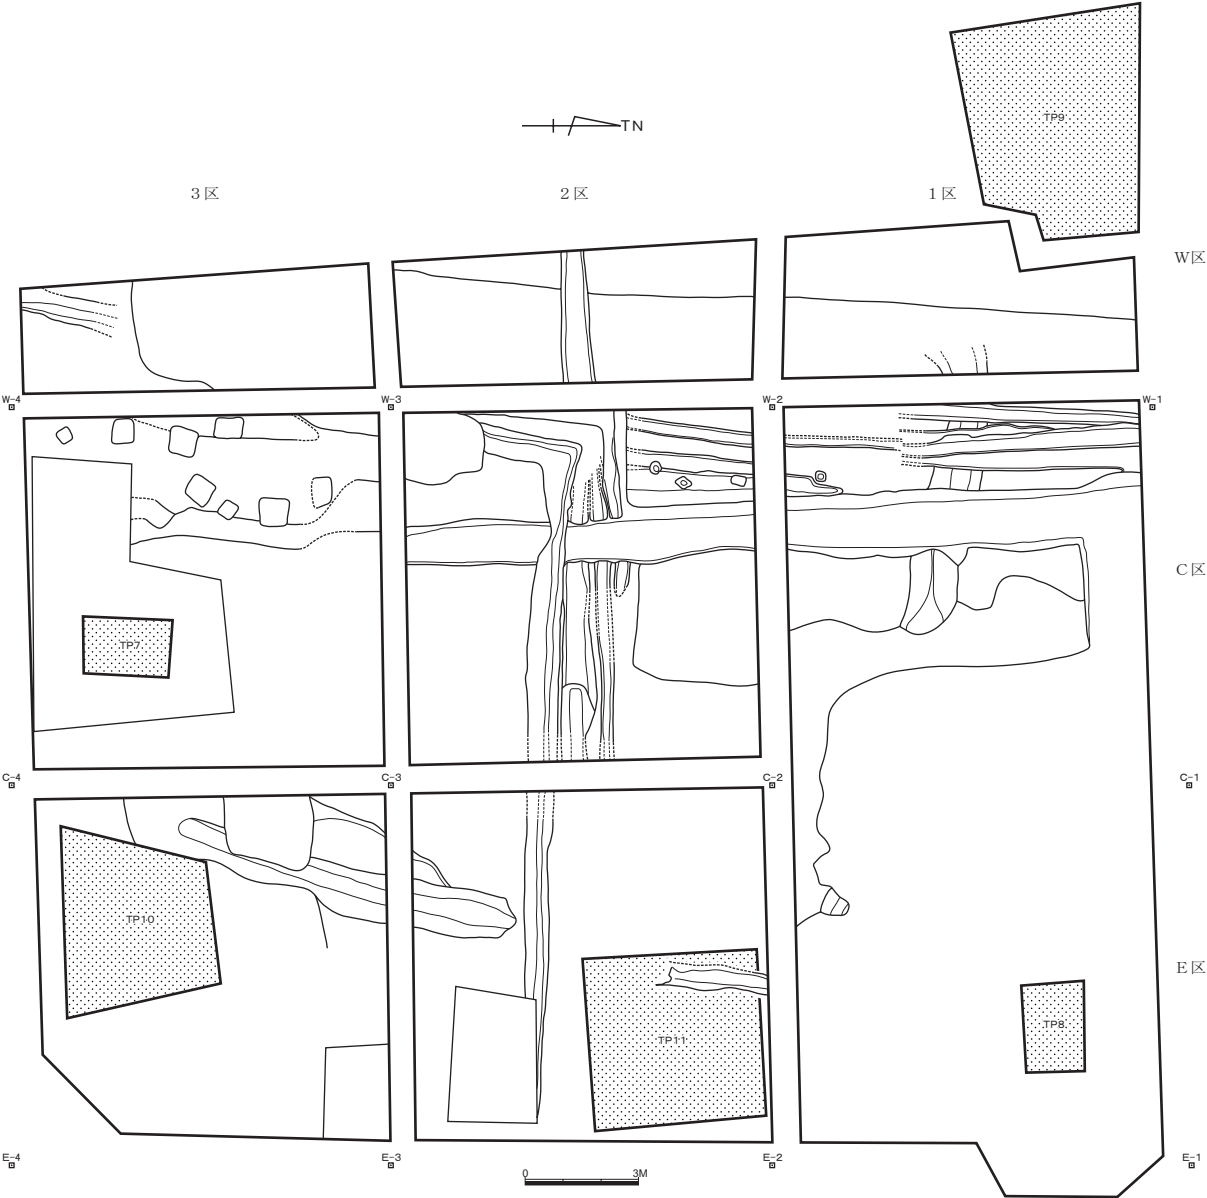 TP9
TN
3区 2区 1区
W区
W-4 W-3 W-2 W-1
C区
TP7
C-4 C-3 C-2 C-1
TP10
E区
TP8
TP11
E-4 E-3 E-2 E-1
0 3M